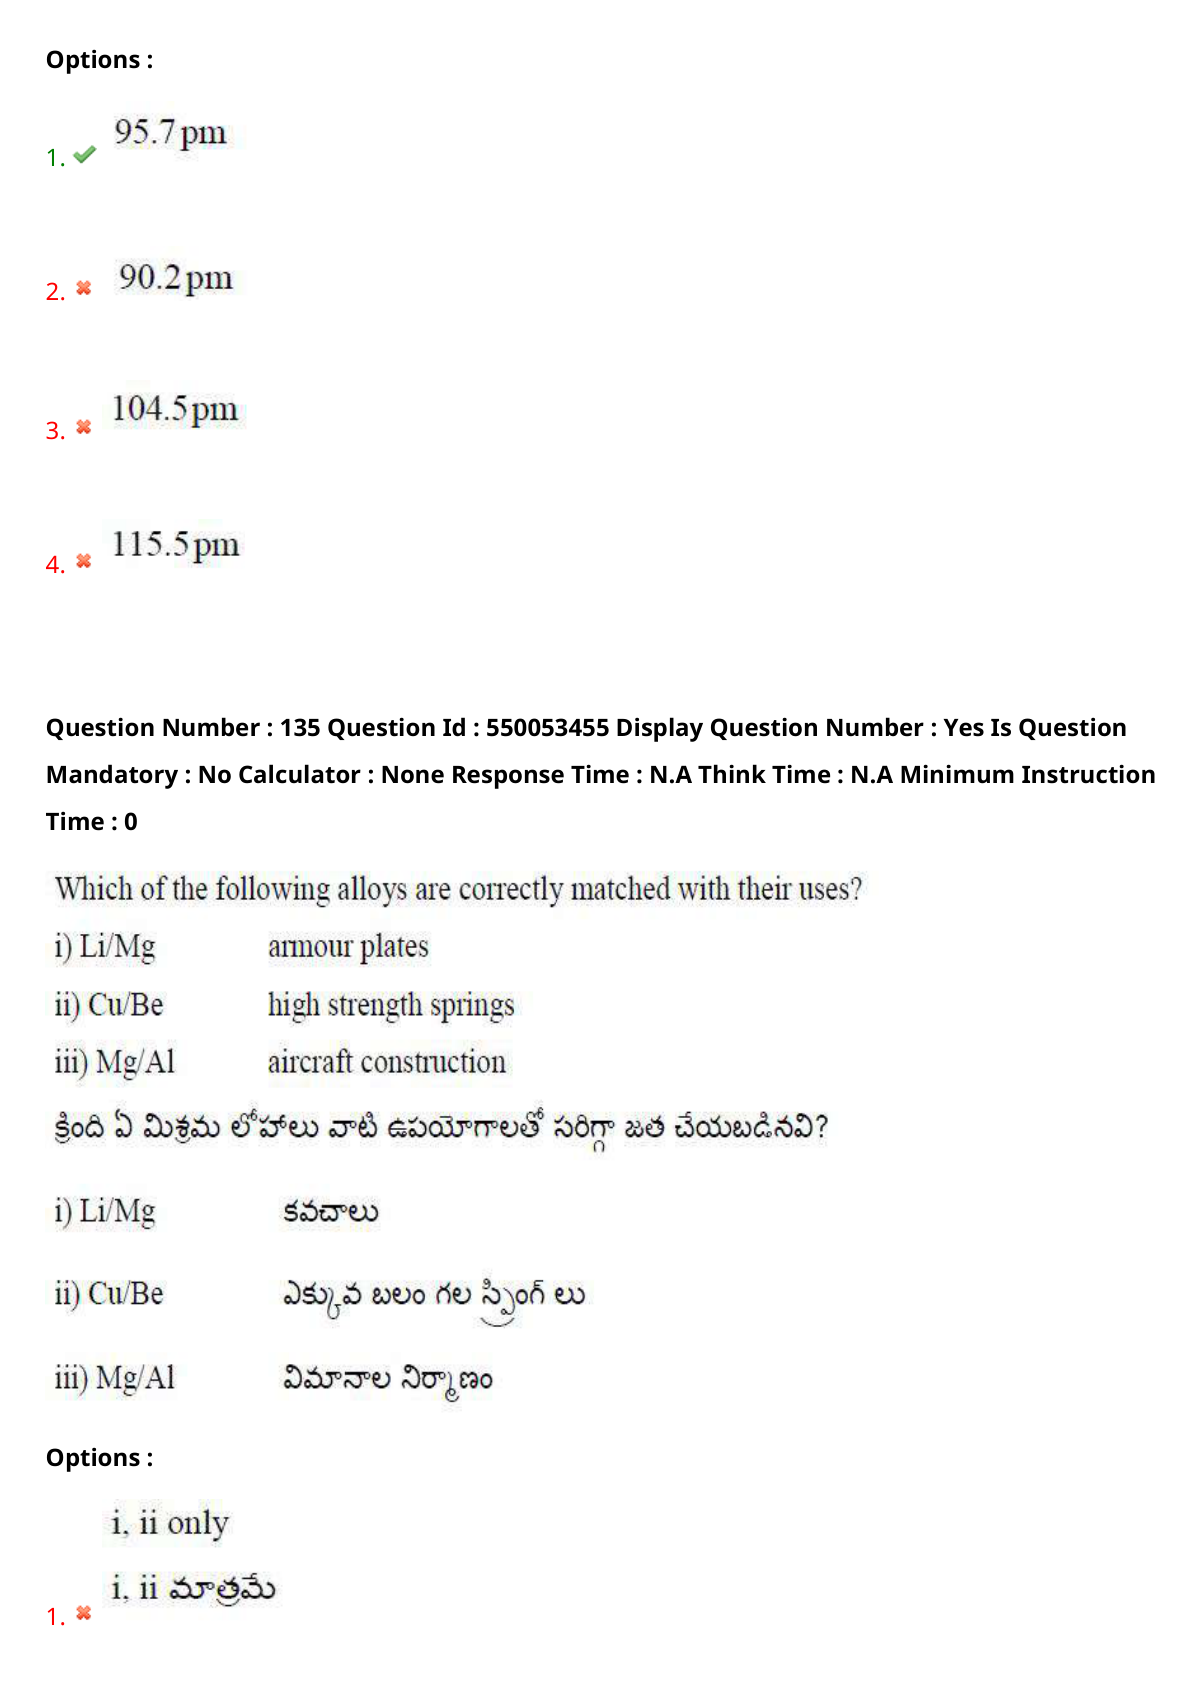 Options :
95.7 pm
1.
90.2 pm
2.
104.5 pm
3.
115.5 pm
4.
Question Number : 135 Question Id : 550053455 Display Question Number : Yes Is Question
Mandatory : No Calculator : None Response Time : N.A Think Time : N.A Minimum Instruction
Time : 0
Which of the following alloys are correctly matched with their uses?
i) Li/Mg armour plates
ii) Cu/Be high strength springs
iii) Mg/Al aircraft construction
క్రింది ఏ మిశ్రమ లోహాలు వాటి ఉపయోగాలతో సరిగ్గా జత చేయబడినవి?
i) Li/Mg కవచాలు
ii) Cu/Be ఎక్కువ బలం గల స్ప్రింగ్ లు
iii) Mg/Al విమానాల నిర్మాణం
Options :
i, ii only
i, ii మాత్రమే
1.